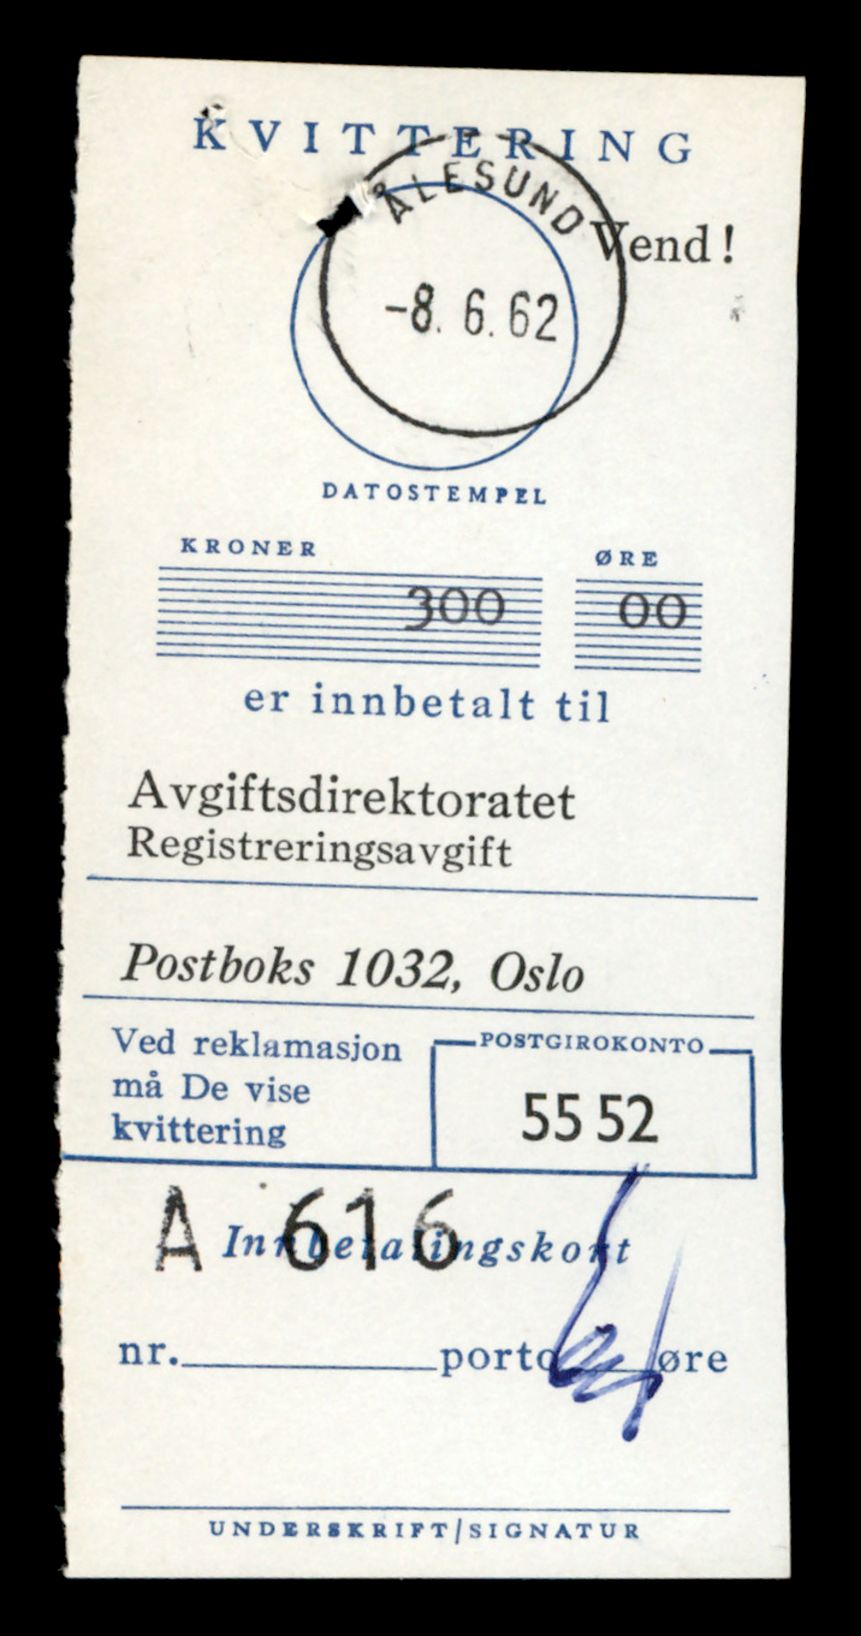 KVITTERING
ÅLESUND
Vend!
-8. 6. 62
DATOSTEMPEL
KRONER ØRE
300 00
er innbetalt til
Avgiftsdirektoratet
Registreringsavgift
Postboks 1032, Oslo
Ved reklamasjon
må De vise
kvittering
POSTGIROKONTO
55 52
A 616
Innbetalingskort
nr. porto øre
UNDERSKRIFT/SIGNATUR